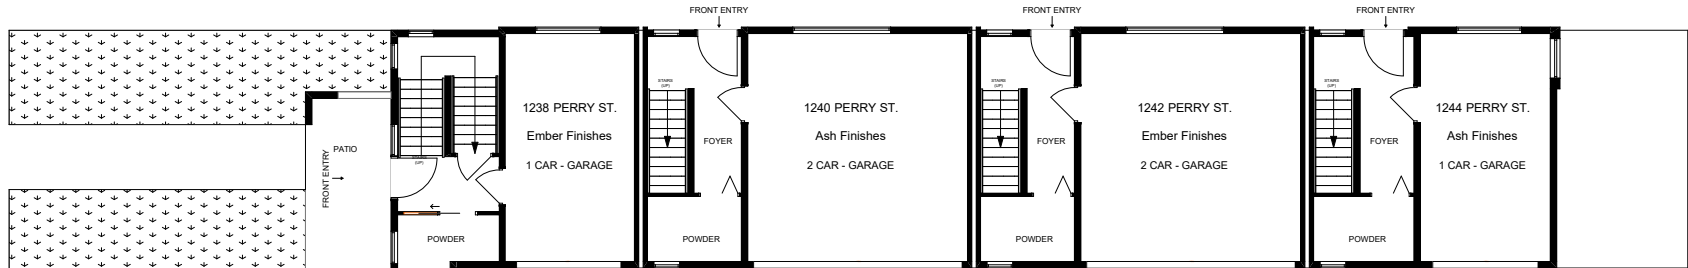 FRONT ENTRY
FRONT ENTRY
FRONT ENTRY
STAIRS
(UP)
STAIRS
(UP)
STAIRS
(UP)
1238 PERRY ST.
Ember Finishes
1 CAR - GARAGE
1240 PERRY ST.
Ash Finishes
2 CAR - GARAGE
1242 PERRY ST.
Ember Finishes
2 CAR - GARAGE
1244 PERRY ST.
Ash Finishes
1 CAR - GARAGE
FOYER
FOYER
FOYER
PATIO
FRONT ENTRY
(UP)
POWDER
POWDER
POWDER
POWDER